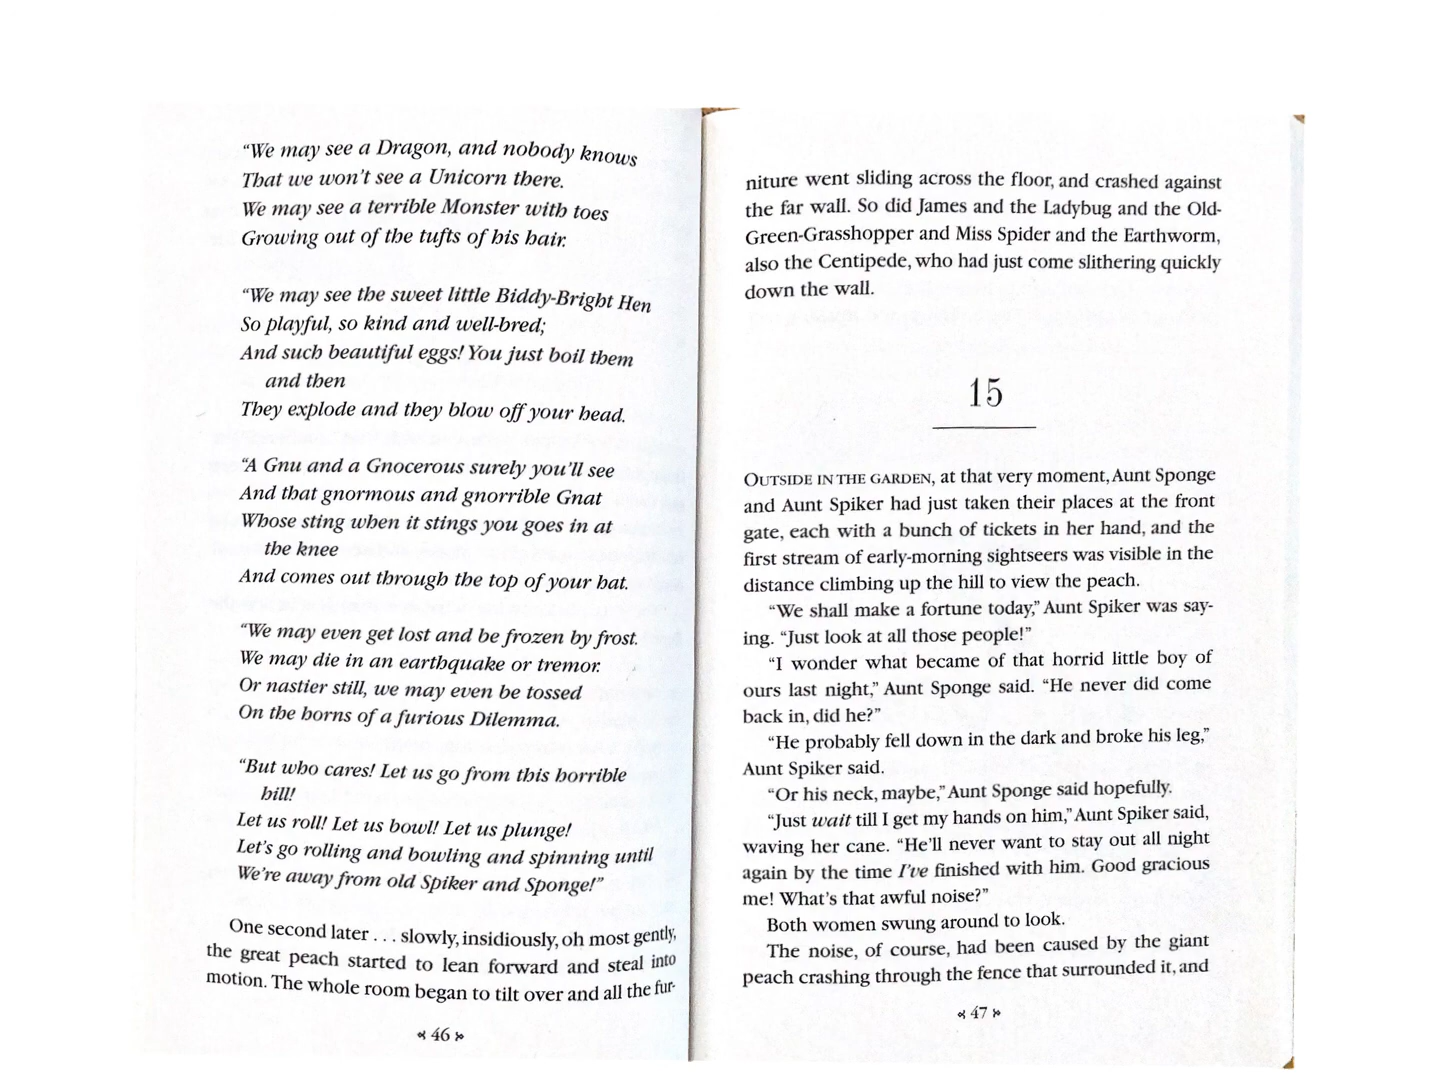 “We may see a Dragon, and nobody knows
That we won’t see a Unicorn there.
We may see a terrible Monster with toes
Growing out of the tufts of his hair.
“We may see the sweet little Biddy-Bright Hen
So playful, so kind and well-bred;
And such beautiful eggs! You just boil them
and then
They explode and they blow off your head.
“A Gnu and a Gnocerous surely you’ll see
And that gnormous and gnorrible Gnat
Whose sting when it stings you goes in at
the knee
And comes out through the top of your hat.
“We may even get lost and be frozen by frost.
We may die in an earthquake or tremor.
Or nastier still, we may even be tossed
On the horns of a furious Dilemma.
“But who cares! Let us go from this horrible
hill!
Let us roll! Let us bowl! Let us plunge!
Let’s go rolling and bowling and spinning until
We’re away from old Spiker and Sponge!”
One second later . . . slowly, insidiously, oh most gently,
the great peach started to lean forward and steal into
motion. The whole room began to tilt over and all the fur-
46
niture went sliding across the floor, and crashed against
the far wall. So did James and the Ladybug and the Old-
Green-Grasshopper and Miss Spider and the Earthworm,
also the Centipede, who had just come slithering quickly
down the wall.
15
OUTSIDE IN THE GARDEN, at that very moment, Aunt Sponge
and Aunt Spiker had just taken their places at the front
gate, each with a bunch of tickets in her hand, and the
first stream of early-morning sightseers was visible in the
distance climbing up the hill to view the peach.
“We shall make a fortune today,” Aunt Spiker was say-
ing. “Just look at all those people!”
“I wonder what became of that horrid little boy of
ours last night,” Aunt Sponge said. “He never did come
back in, did he?”
“He probably fell down in the dark and broke his leg,”
Aunt Spiker said.
“Or his neck, maybe,” Aunt Sponge said hopefully.
“Just wait till I get my hands on him,” Aunt Spiker said,
waving her cane. “He’ll never want to stay out all night
again by the time I’ve finished with him. Good gracious
me! What’s that awful noise?”
Both women swung around to look.
The noise, of course, had been caused by the giant
peach crashing through the fence that surrounded it, and
47